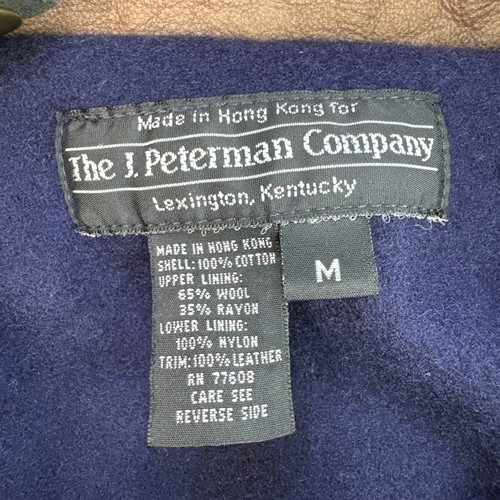 Made in Hong Kong for
The J. Peterman Company
Lexington, Kentucky
MADE IN HONG KONG
SHELL: 100% COTTON
UPPER LINING:
65% WOOL
35% RAYON
LOWER LINING:
100% NYLON
TRIM: 100% LEATHER
RN 77608
CARE SEE
REVERSE SIDE
M